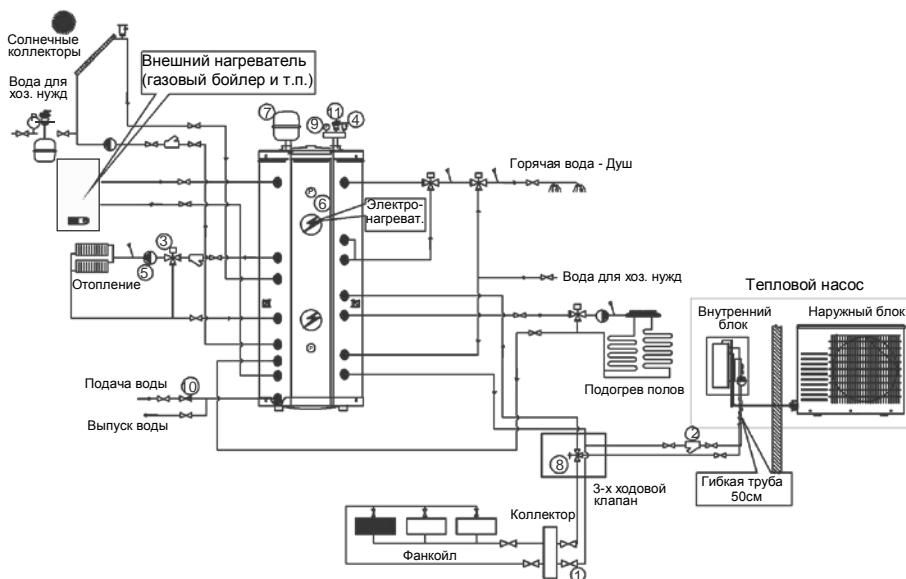 Солнечные
коллекторы
Внешний нагреватель
(газовый бойлер и т.п.)
Вода для
хоз. нужд
7
9
11
4
Горячая вода - Душ
P
6
Электро-
нагреват.
3
5
Отопление
Вода для хоз. нужд
Тепловой насос
Внутренний
блок
Наружный блок
P
Подача воды
10
Выпуск воды
Подогрев полов
2
8
3-х ходовой
клапан
Гибкая труба
50см
Коллектор
Фанкойл
1